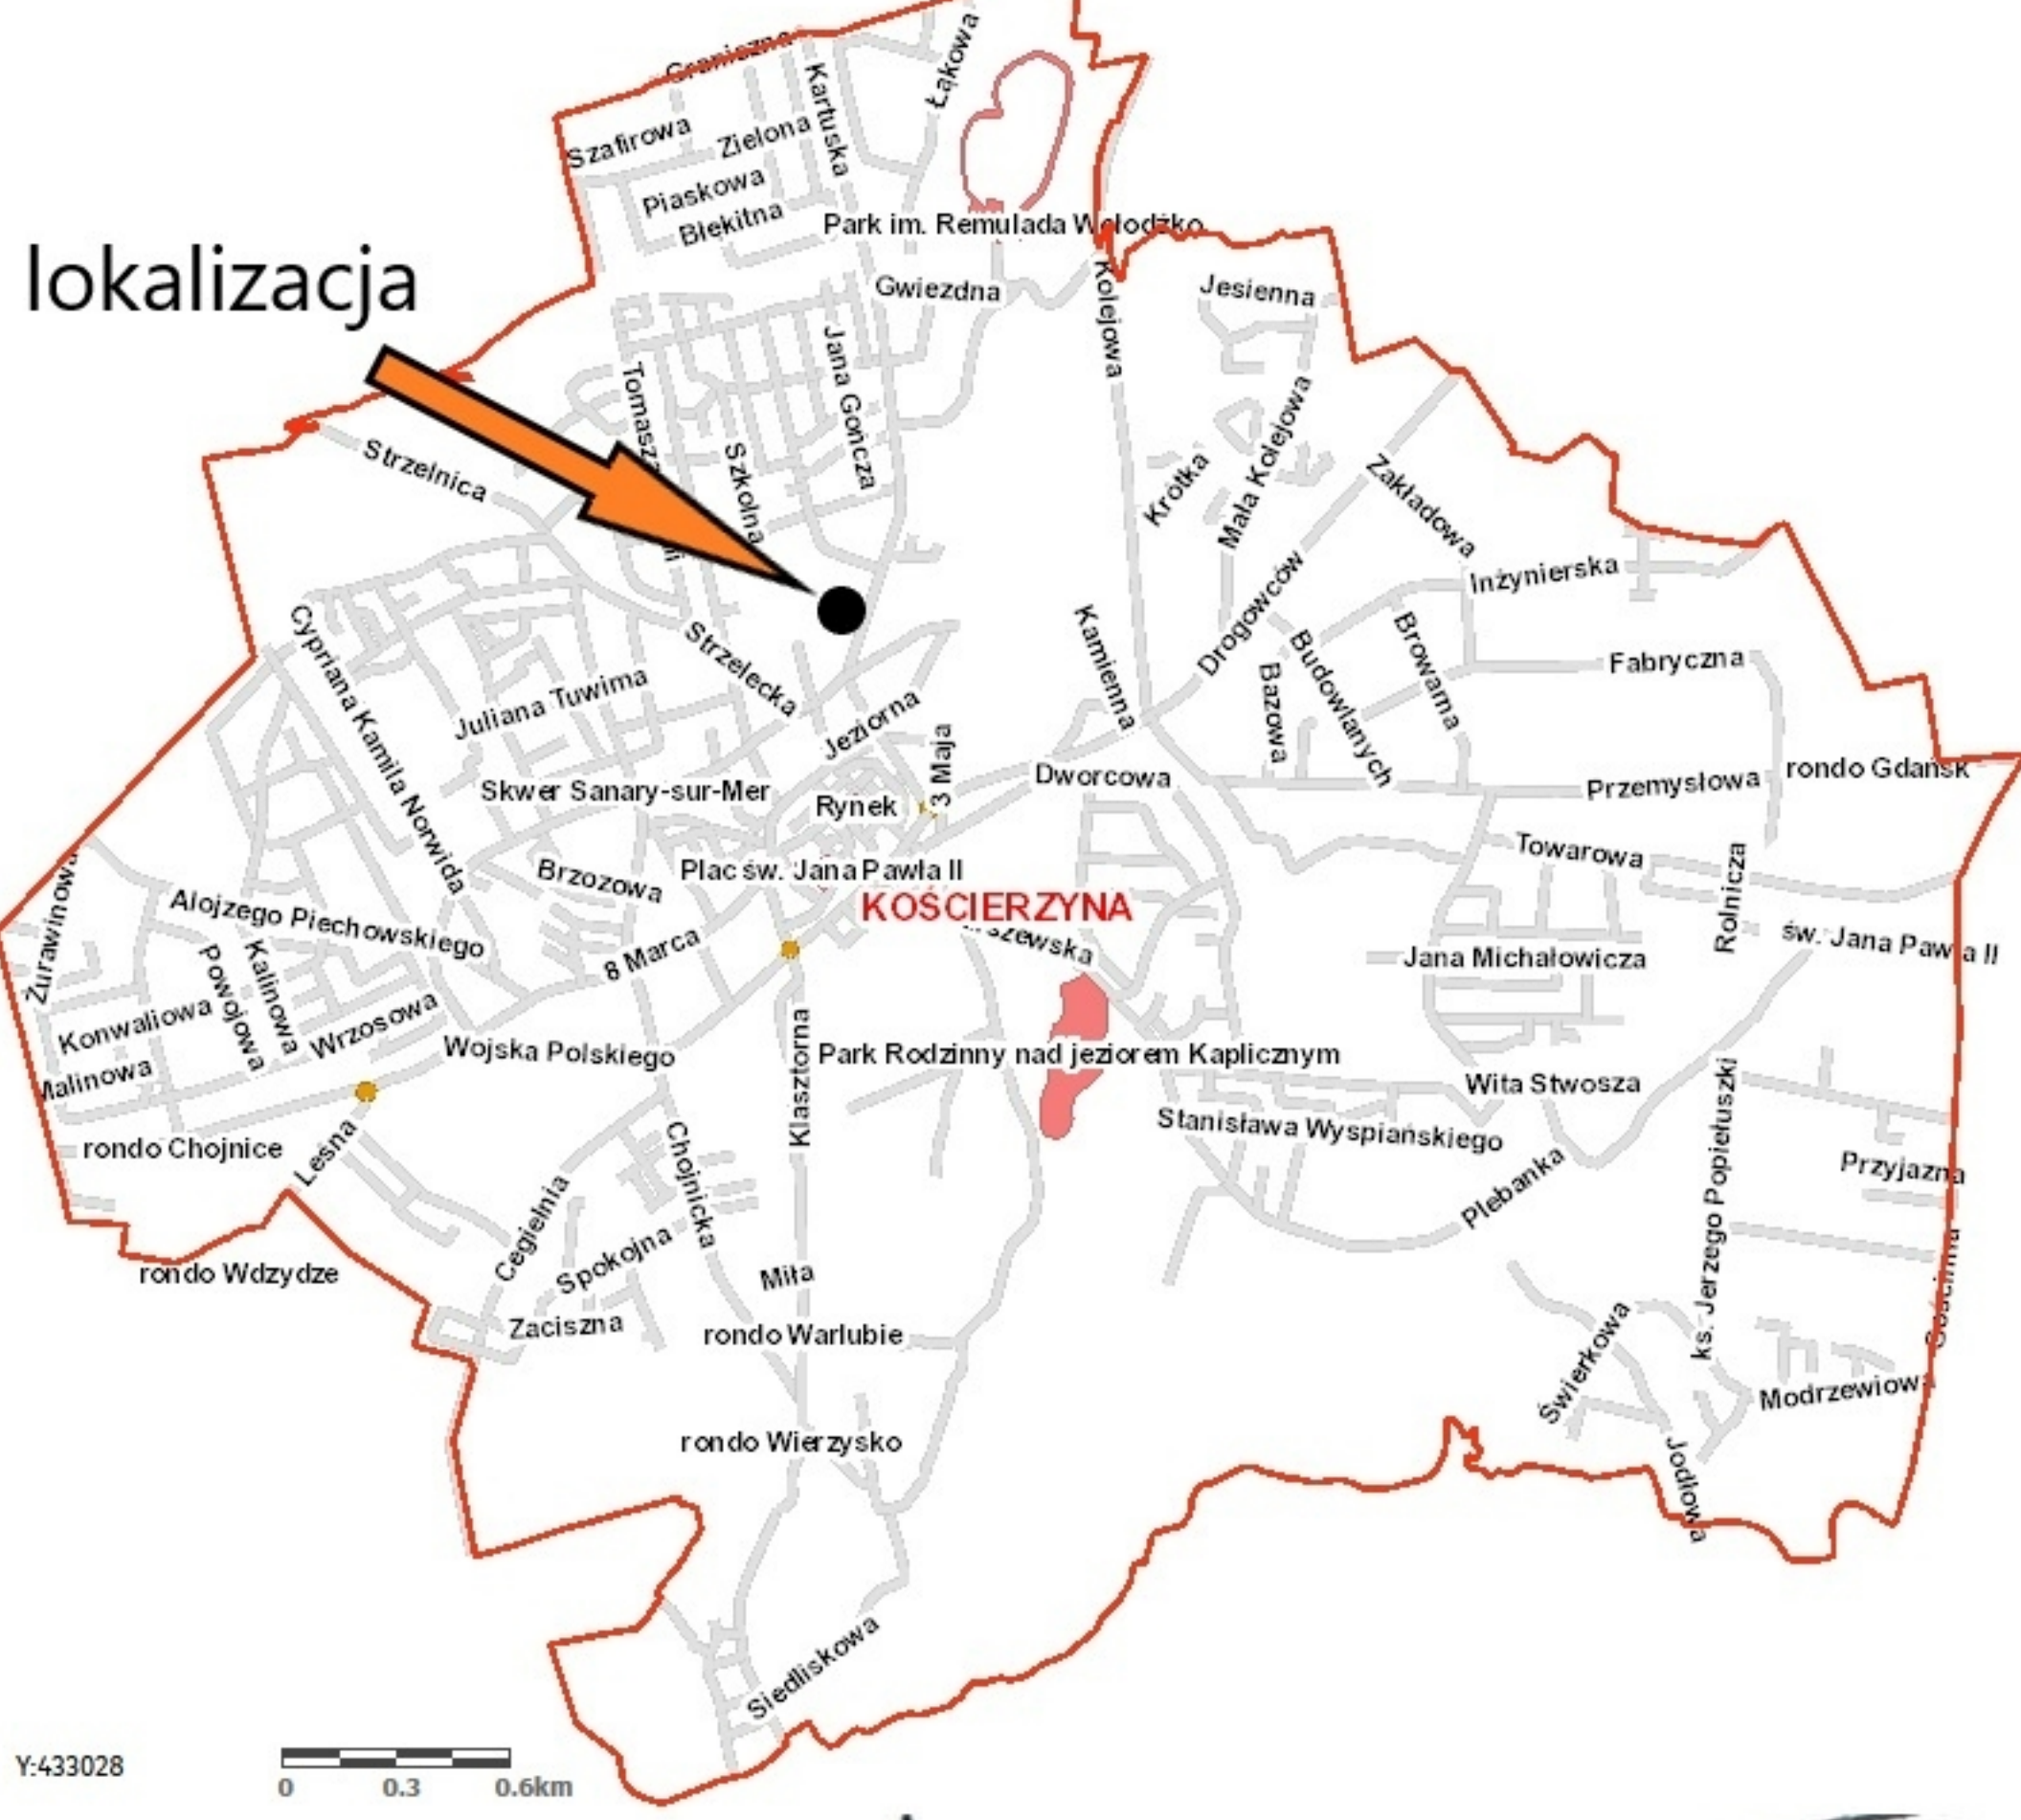 Graniczna
Łąkowa
Kartuska
Szafirowa
Zielona
Piaskowa
Błekitna
Park im. Remulada Wołodźko
lokalizacja
Gwiezdna
Kolejowa
Jesienna
Jana Gończa
Strzelnica
Szkolna
Krótka
Mała Kolejowa
Zakładowa
Inżynierska
Cypriana Kamila Norwida
Strzelecka
Kamienna
Drogowców
Budowlanych
Browarna
Bazowa
Fabryczna
Juliana Tuwima
Jeziorna
3 Maja
Dworcowa
Przemysłowa
rondo Gdańsk
Skwer Sanary-sur-Mer
Rynek
Towarowa
Brzozowa
Plac św. Jana Pawła II
KOŚCIERZYNA
Rolnicza
św. Jana Pawła II
Żurawinowa
Alojzego Piechowskiego
8 Marca
szewska
Jana Michałowicza
Powojowa
Kalinowa
Konwaliowa
Wrzosowa
Wojska Polskiego
Klasztorna
Park Rodzinny nad jeziorem Kaplicznym
Malinowa
Wita Stwosza
Stanisława Wyspiańskiego
rondo Chojnice
Leśna
Chojnicka
Cegielnia
Plebanka
ks. Jerzego Popiełuszki
Przyjazna
Spokojna
Miła
rondo Wdzydze
Zaciszna
rondo Warlubie
Świerkowa
Modrzewiowa
Gościnna
rondo Wierzysko
Jodłowa
Siedliskowa
Y:433028
0 0.3 0.6km